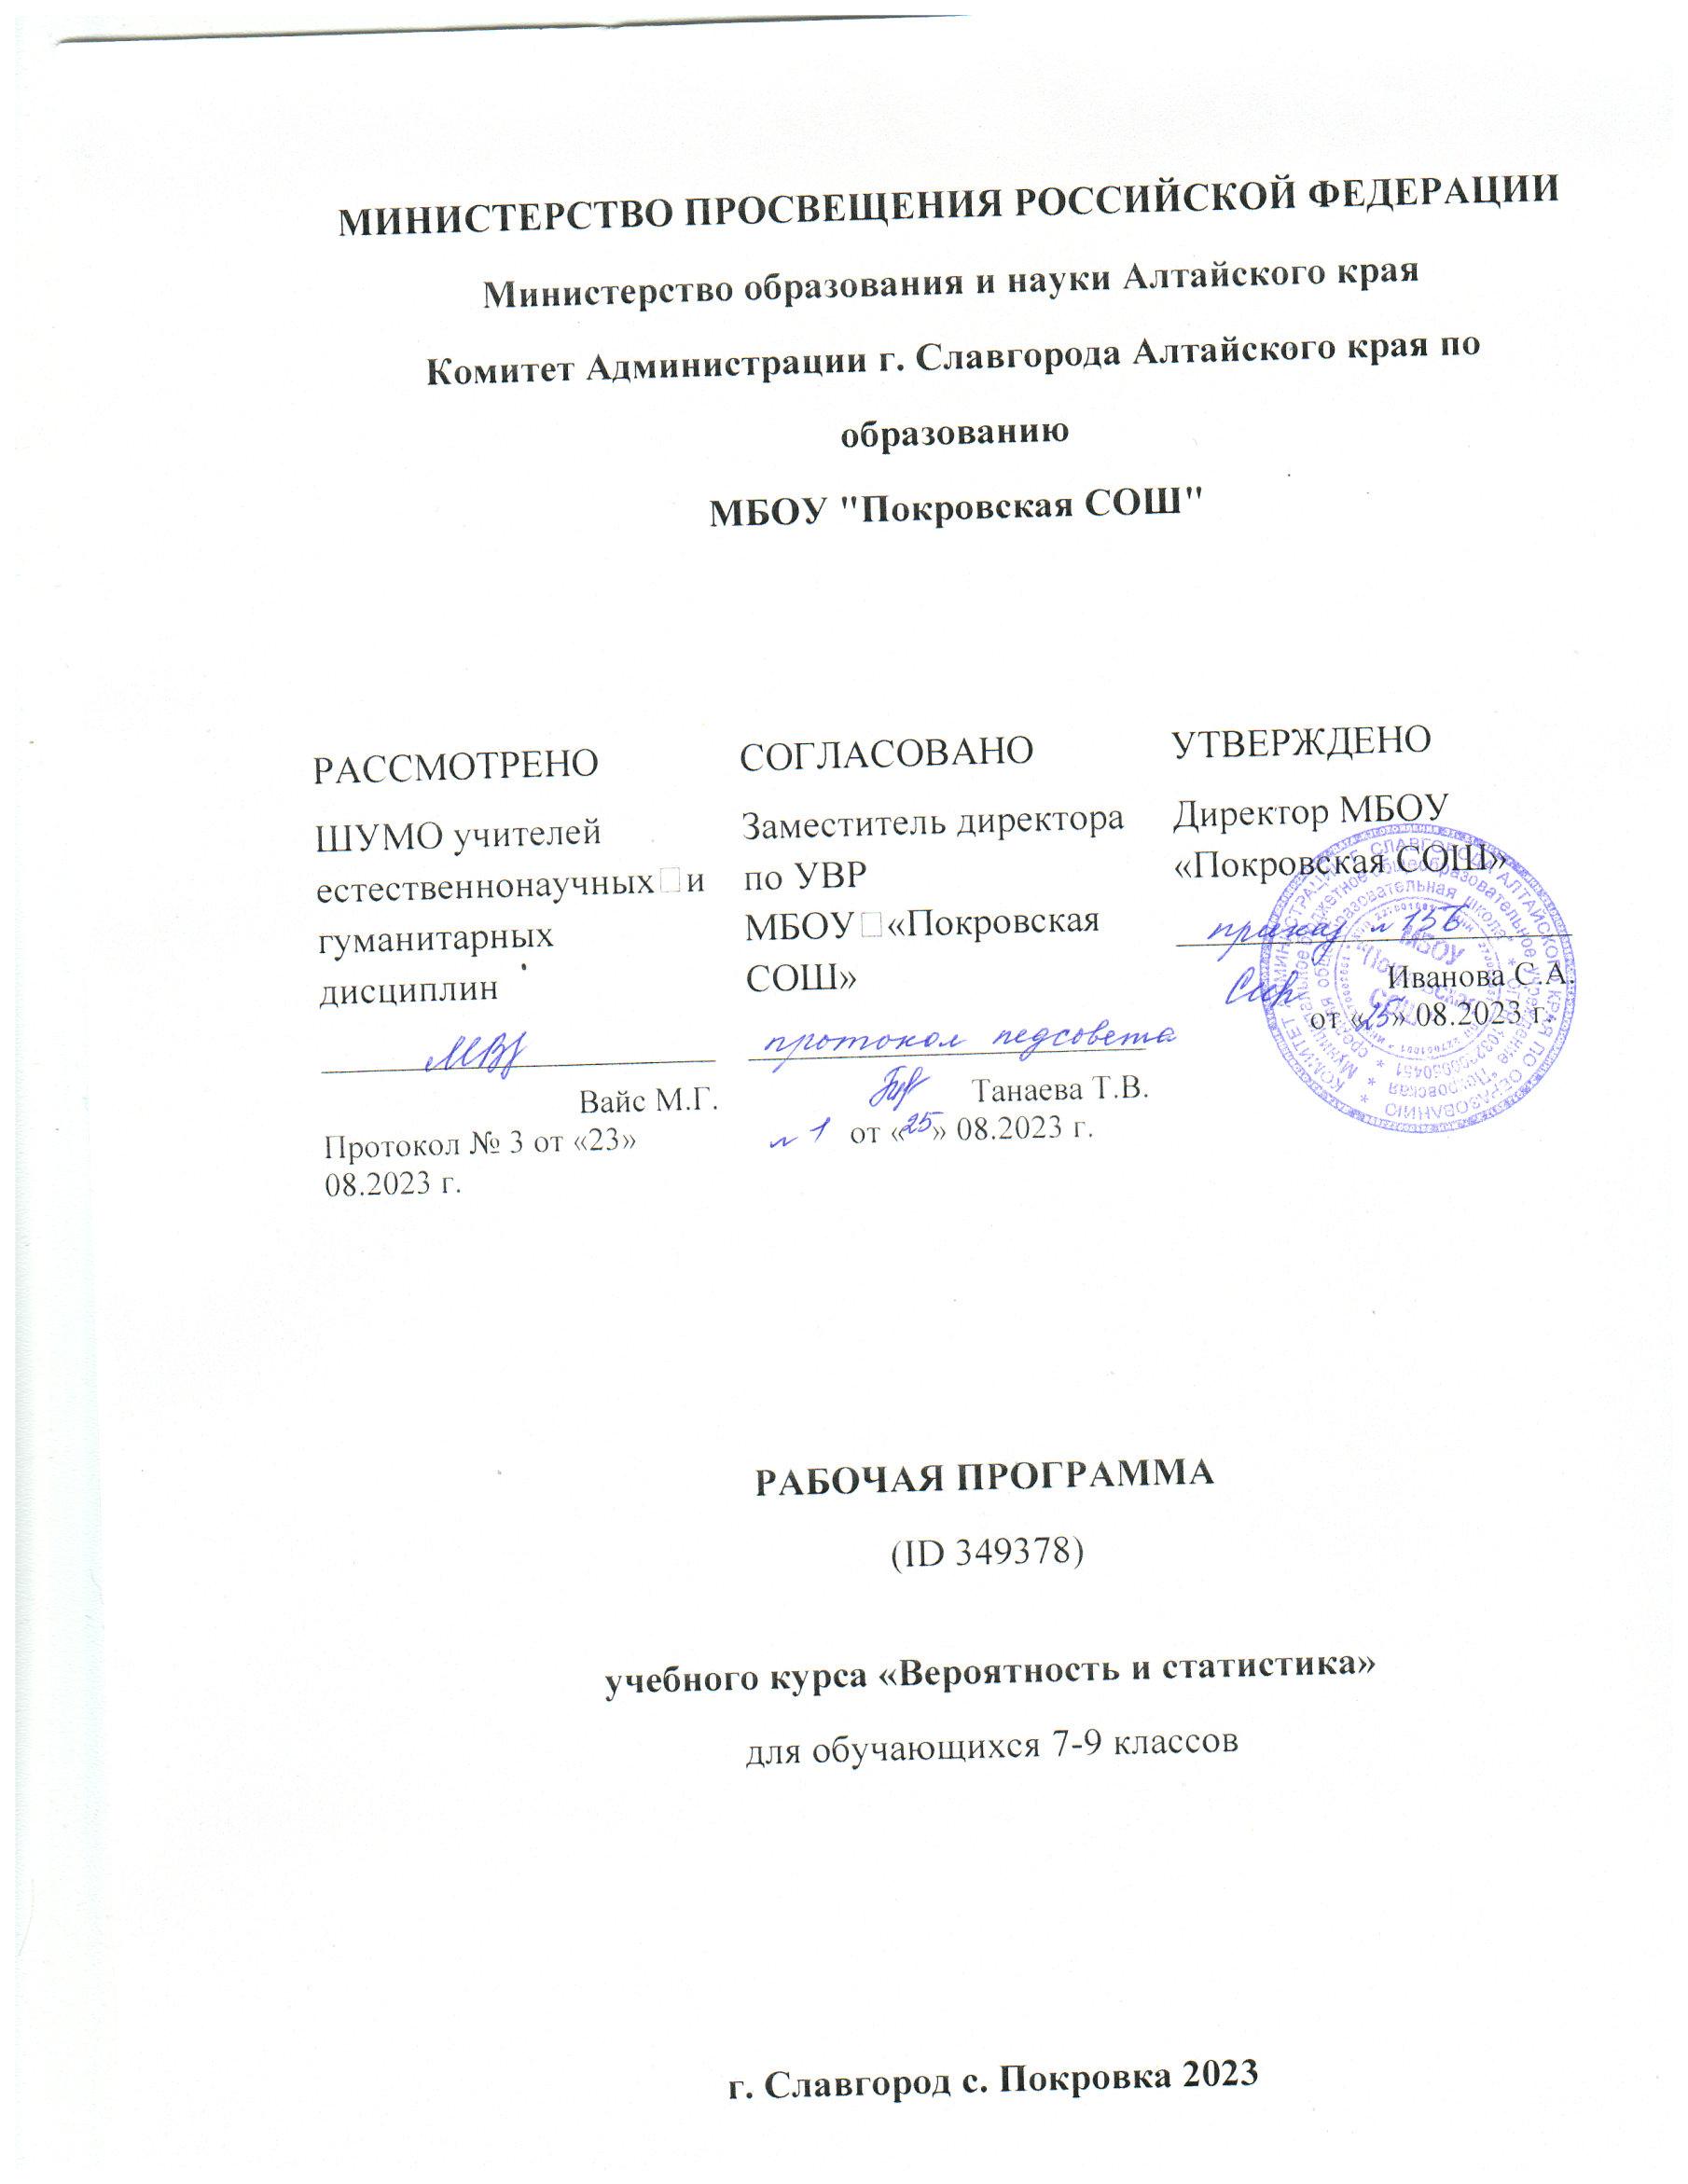 МИНИСТЕРСТВО ПРОСВЕЩЕНИЯ РОССИЙСКОЙ ФЕДЕРАЦИИ
Министерство образования и науки Алтайского края
Комитет Администрации г. Славгорода Алтайского края по
образованию
МБОУ "Покровская СОШ"
РАССМОТРЕНО
ШУМО учителей
естественнонаучных и
гуманитарных
дисциплин
Вайс М.Г.
Протокол № 3 от «23»
08.2023 г.
СОГЛАСОВАНО
Заместитель директора
по УВР
МБОУ «Покровская
СОШ»
протокол педсовета
Танаева Т.В.
№ 1 от «25» 08.2023 г.
УТВЕРЖДЕНО
Директор МБОУ
«Покровская СОШ»
приказ № 156
Иванова С.А.
от «25» 08.2023 г.
МБОУ
"Покровская
СОШ"
РАБОЧАЯ ПРОГРАММА
(ID 349378)
учебного курса «Вероятность и статистика»
для обучающихся 7-9 классов
г. Славгород с. Покровка 2023